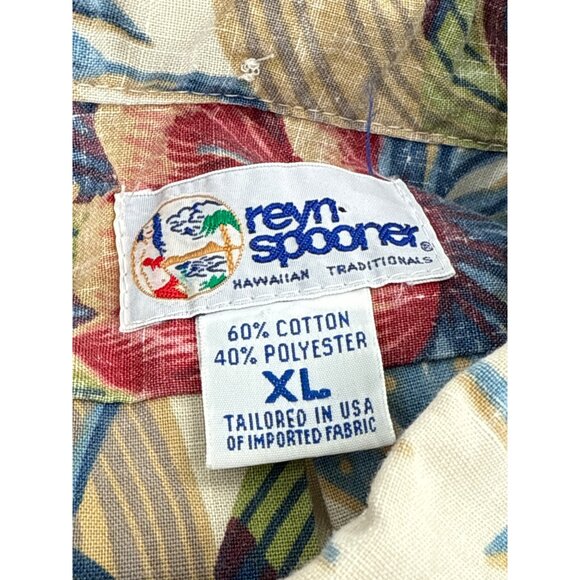 reyn
spooner®
HAWAIIAN TRADITIONALS
60% COTTON
40% POLYESTER
XL
TAILORED IN USA
OF IMPORTED FABRIC